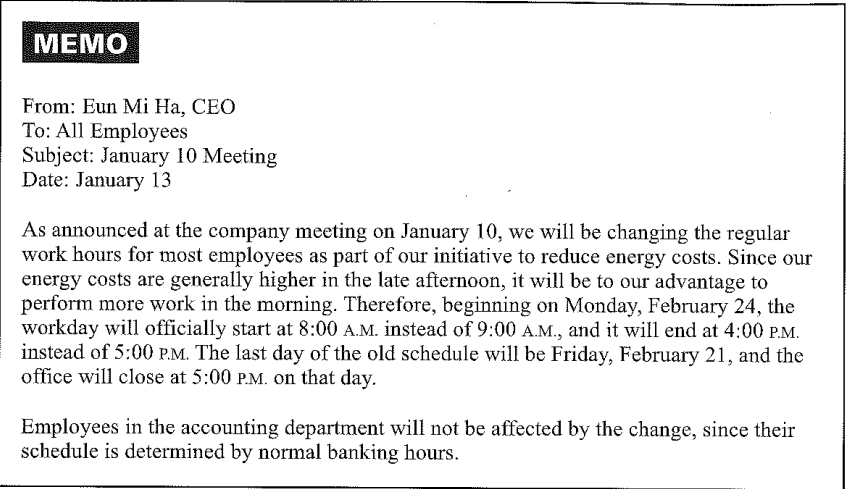 MEMO
From: Eun Mi Ha, CEO
To: All Employees
Subject: January 10 Meeting
Date: January 13
As announced at the company meeting on January 10, we will be changing the regular
work hours for most employees as part of our initiative to reduce energy costs. Since our
energy costs are generally higher in the late afternoon, it will be to our advantage to
perform more work in the morning. Therefore, beginning on Monday, February 24, the
workday will officially start at 8:00 A.M. instead of 9:00 A.M., and it will end at 4:00 P.M.
instead of 5:00 P.M. The last day of the old schedule will be Friday, February 21, and the
office will close at 5:00 P.M. on that day.
Employees in the accounting department will not be affected by the change, since their
schedule is determined by normal banking hours.